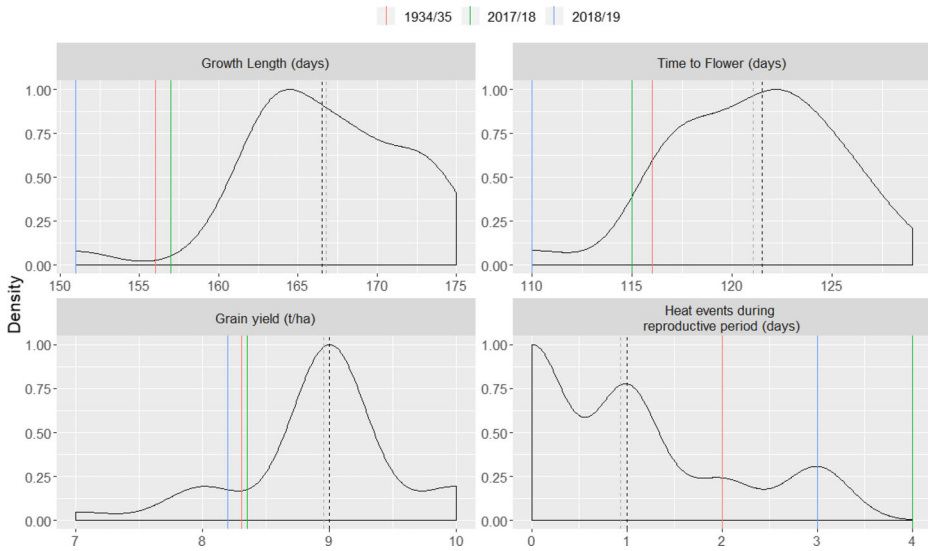 1934/35 2017/18 2018/19
Growth Length (days)
Time to Flower (days)
1.00
0.75
0.50
0.25
0.00
150 155 160 165 170 175
1.00
0.75
0.50
0.25
0.00
110 115 120 125
Density
Grain yield (t/ha)
Heat events during
reproductive period (days)
1.00
0.75
0.50
0.25
0.00
7 8 9 10
1.00
0.75
0.50
0.25
0.00
0 1 2 3 4